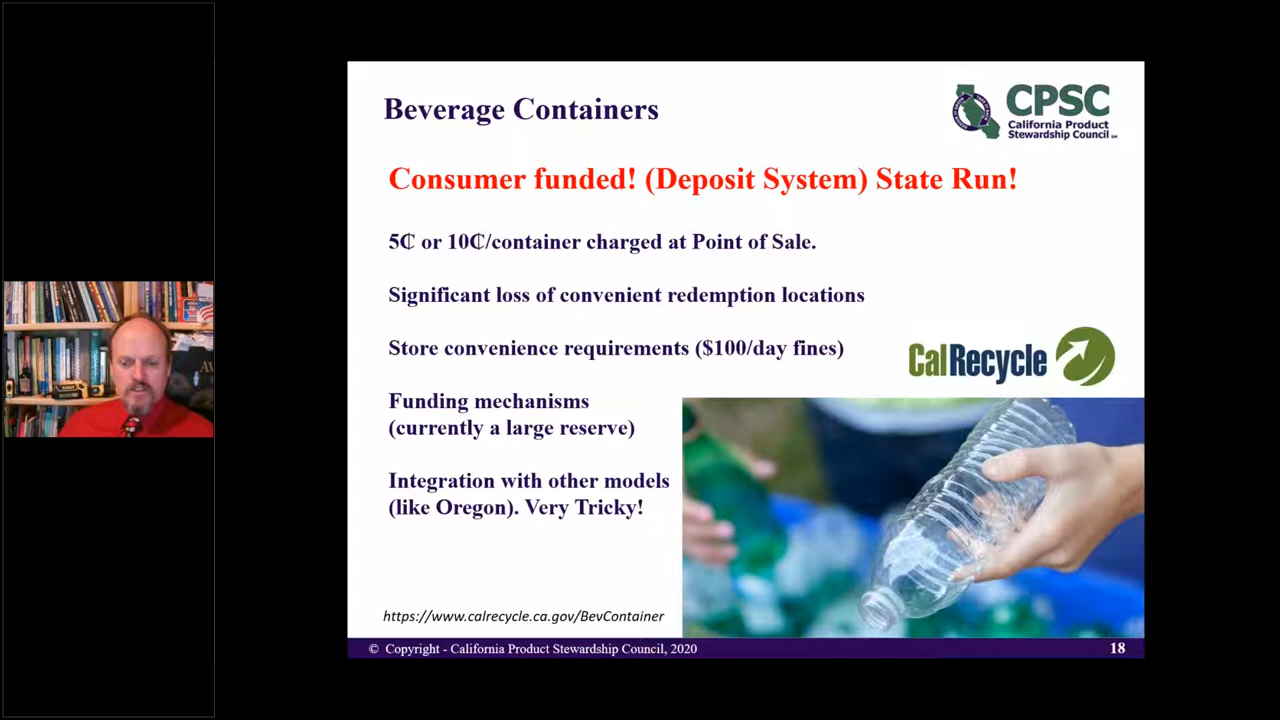 Beverage Containers
CPSC
California Product
Stewardship Council
Consumer funded! (Deposit System) State Run!
5₵ or 10₵/container charged at Point of Sale.
Significant loss of convenient redemption locations
Store convenience requirements ($100/day fines)
CalRecycle
Funding mechanisms
(currently a large reserve)
Integration with other models
(like Oregon). Very Tricky!
https://www.calrecycle.ca.gov/BevContainer
© Copyright - California Product Stewardship Council, 2020
18